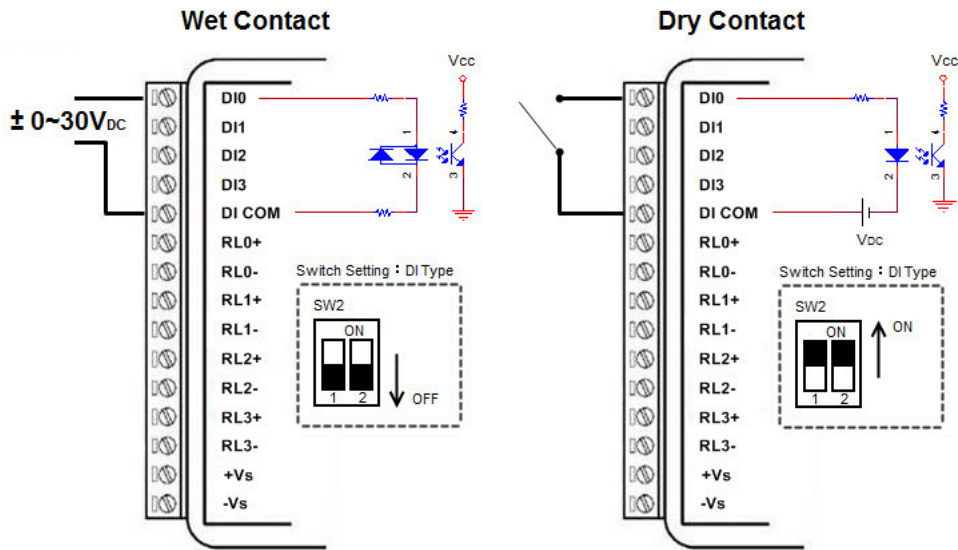 Wet Contact
± 0~30VDC
DI0
DI1
DI2
DI3
DI COM
RL0+
RL0-
RL1+
RL1-
RL2+
RL2-
RL3+
RL3-
+Vs
-Vs
Vcc
1
2
4
3
Switch Setting : DI Type
SW2
ON
1 2
OFF
Dry Contact
DI0
DI1
DI2
DI3
DI COM
RL0+
RL0-
RL1+
RL1-
RL2+
RL2-
RL3+
RL3-
+Vs
-Vs
Vcc
1
2
4
3
VDC
Switch Setting : DI Type
SW2
ON
1 2
ON